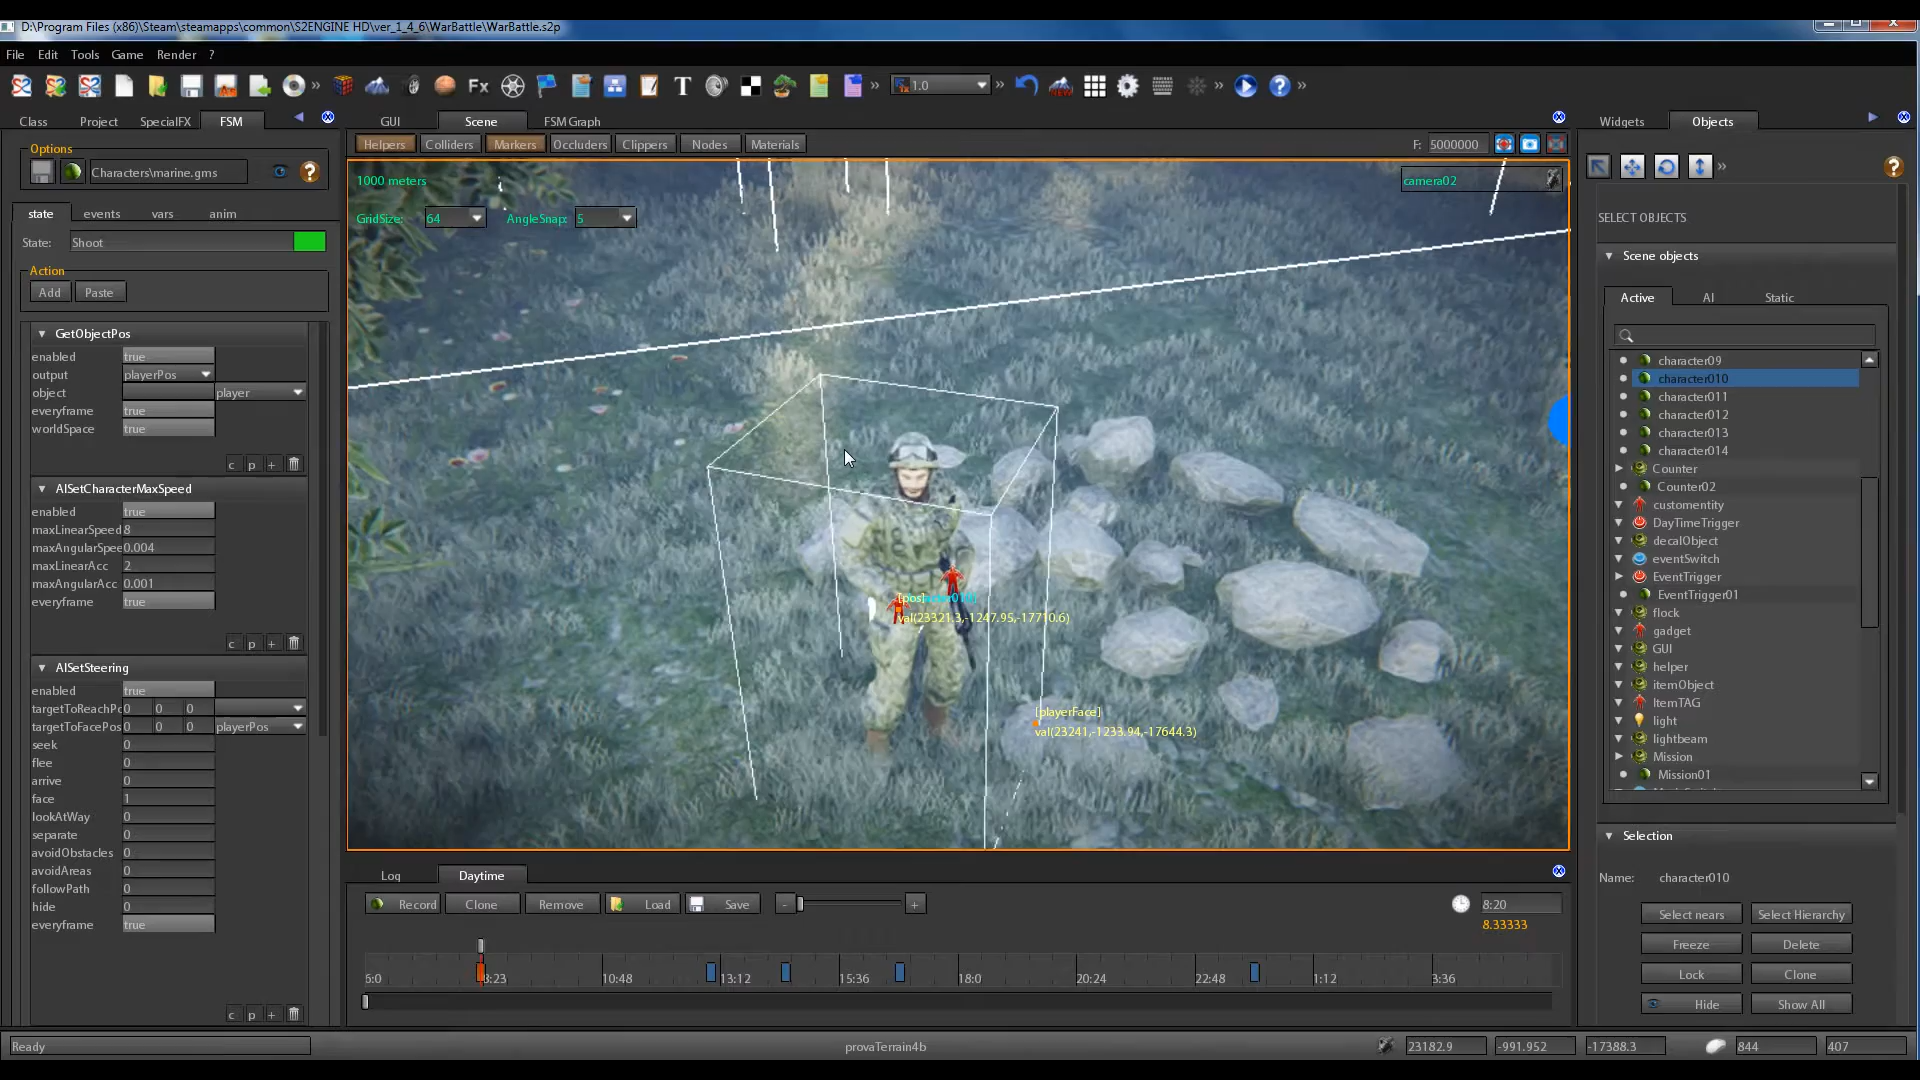 D:\Program Files (x86)\Steam\steamapps\common\S2ENGINE HD\ver_1_4_6\WarBattle\WarBattle.s2p
File Edit Tools Game Render ?
Fx T 1.0
Class Project SpecialFX FSM
GUI Scene FSM Graph
Widgets Objects
Helpers Colliders Markers Occluders Clippers Nodes Materials F: 5000000
Options
Characters\marine.gms
state events vars anim
State: Shoot
Action
Add Paste
GetObjectPos
enabled true
output playerPos
object player
everyframe true
worldSpace true
c p +
AISetCharacterMaxSpeed
enabled true
maxLinearSpeed 8
maxAngularSpee 0.004
maxLinearAcc 2
maxAngularAcc 0.001
everyframe true
c p +
AISetSteering
enabled true
targetToReachPo 0 0 0
targetToFacePos 0 0 0 playerPos
seek 0
flee 0
arrive 0
face 1
lookAtWay 0
separate 0
avoidObstacles 0
avoidAreas 0
followPath 0
hide 0
everyframe true
c p +
1000 meters
camera02
GridSize: 64 AngleSnap: 5
[pos]
val(23321.3,-1247.95,-17710.6)
[playerFace]
val(23241,-1233.94,-17644.3)
SELECT OBJECTS
Scene objects
Active AI Static
character09
character010
character011
character012
character013
character014
Counter
Counter02
customentity
DayTimeTrigger
decalObject
eventSwitch
EventTrigger
EventTrigger01
flock
gadget
GUI
helper
itemObject
ItemTAG
light
lightbeam
Mission
Mission01
Selection
Name: character010
Select nears Select Hierarchy
Freeze Delete
Lock Clone
Hide Show All
Log Daytime
Record Clone Remove Load Save - + 8:20
8.33333
6:0 8:23 10:48 13:12 15:36 18:0 20:24 22:48 1:12 3:36
Ready provaTerrain4b 23182.9 -991.952 -17388.3 844 407